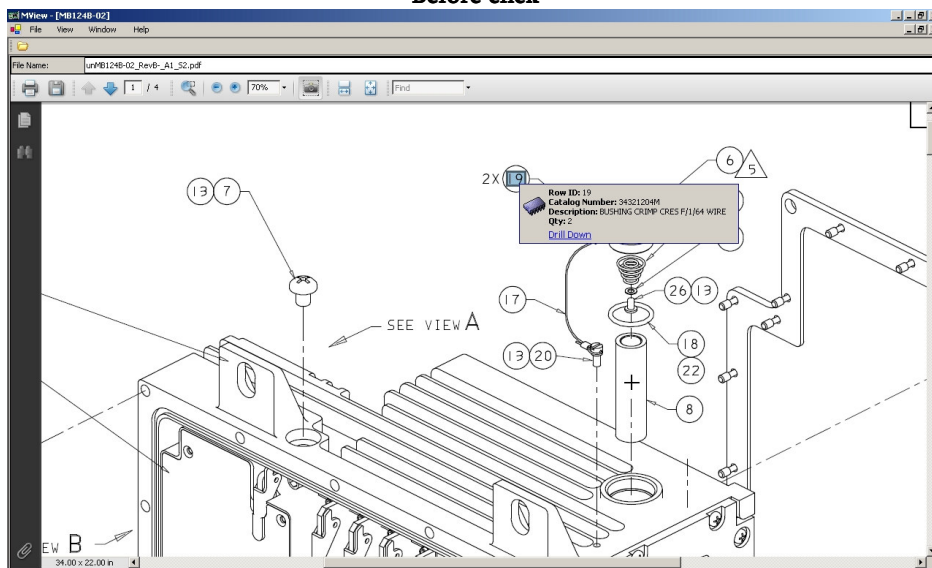 Before click
MView - [MB124B-02]
File View Window Help
File Name: unMB124B-02_RevB-_A1_S2.pdf
1 / 4 70% Find
6 5
2X 19
13 7
Row ID: 19
Catalog Number: 34321204M
Description: BUSHING CRIMP CRES F/1/64 WIRE
Qty: 2
Drill Down
26 13
17
SEE VIEW A
18
13 20
22
8
EW B
34.00 x 22.00 in